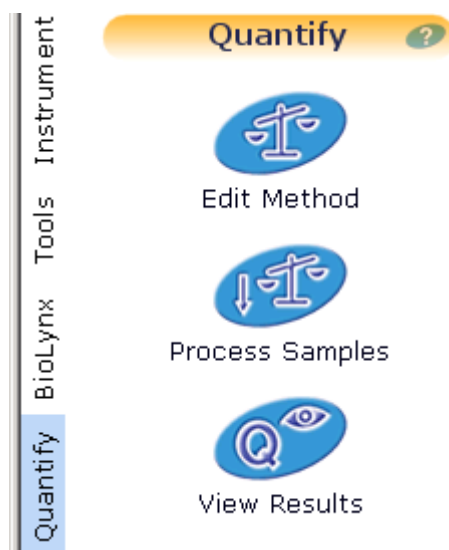 Quantify ?
Edit Method
Process Samples
Q
View Results
Instrument
Tools
BioLynx
Quantify